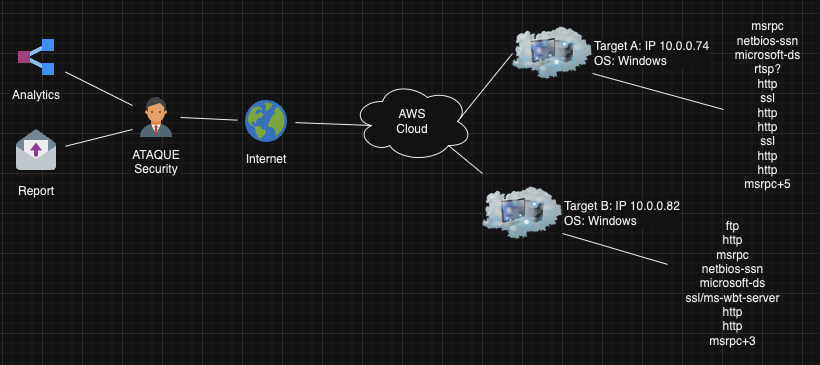 Analytics
Report
ATAQUE
Security
Internet
AWS
Cloud
Target A: IP 10.0.0.74
OS: Windows
msrpc
netbios-ssn
microsoft-ds
rtsp?
http
ssl
http
http
ssl
http
http
msrpc+5
Target B: IP 10.0.0.82
OS: Windows
ftp
http
msrpc
netbios-ssn
microsoft-ds
ssl/ms-wbt-server
http
http
msrpc+3